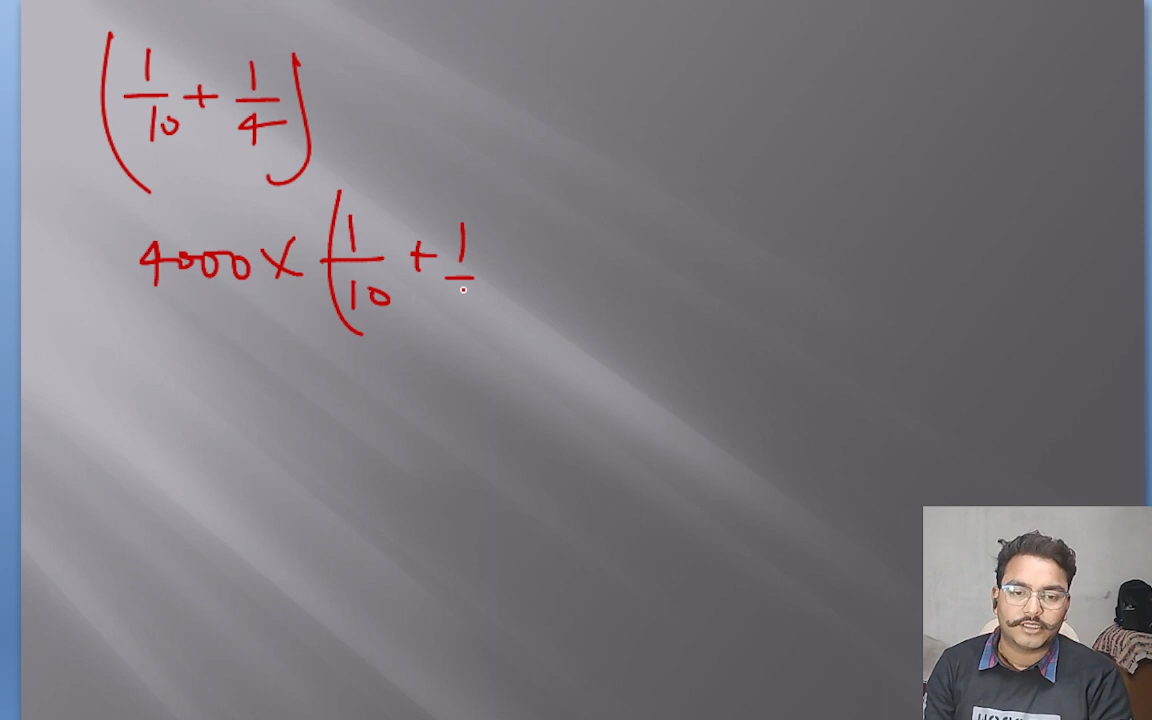 (1/10 + 1/4)
4000 × (1/10 + 1/